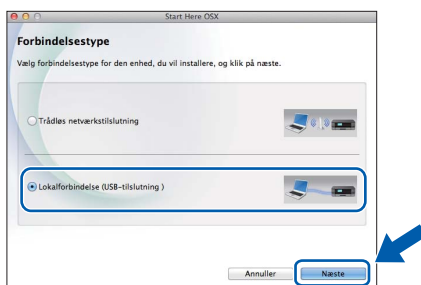 Start Here OSX
Forbindelsestype
Vælg forbindelsestype for den enhed, du vil installere, og klik på næste.
Trådløs netværkstilslutning
Lokalforbindelse (USB-tilslutning )
Annuller
Næste